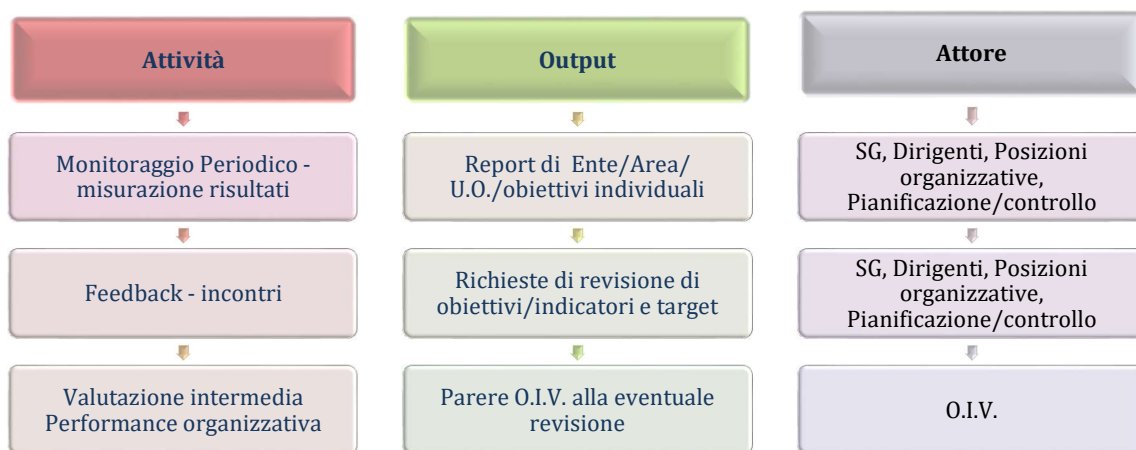 Attività
Monitoraggio Periodico -
misurazione risultati
Feedback - incontri
Valutazione intermedia
Performance organizzativa
Output
Report di Ente/Area/
U.O./obiettivi individuali
Richieste di revisione di
obiettivi/indicatori e target
Parere O.I.V. alla eventuale
revisione
Attore
SG, Dirigenti, Posizioni
organizzative,
Pianificazione/controllo
SG, Dirigenti, Posizioni
organizzative,
Pianificazione/controllo
O.I.V.